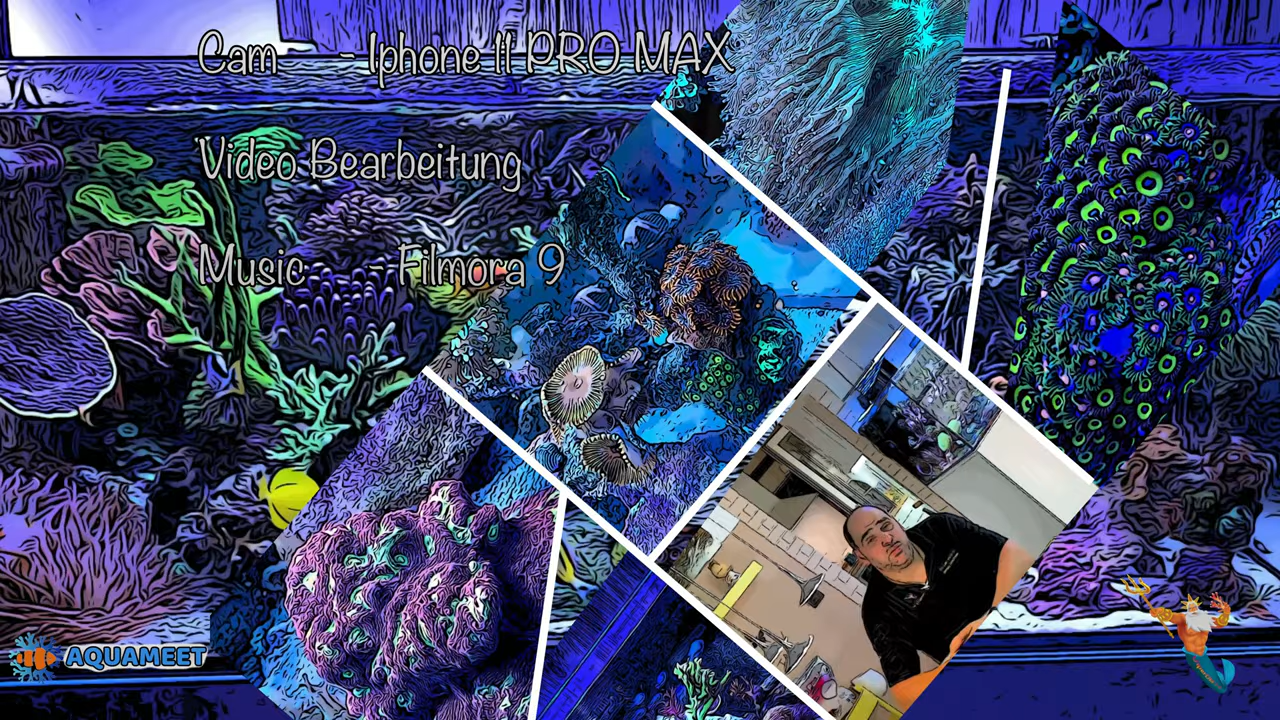 Cam - Iphone 11 PRO MAX
Video Bearbeitung
Music - Filmora 9
AQUAMEET